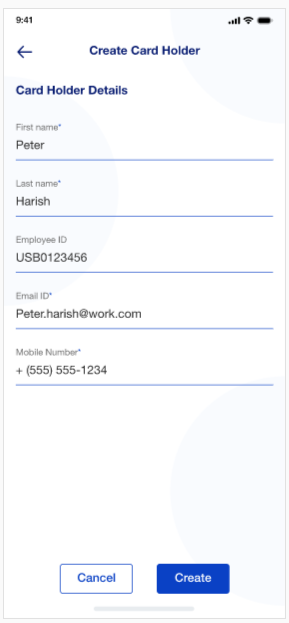 9:41
Create Card Holder
Card Holder Details
First name*
Peter
Last name*
Harish
Employee ID
USB0123456
Email ID*
Peter.harish@work.com
Mobile Number*
+ (555) 555-1234
Cancel
Create